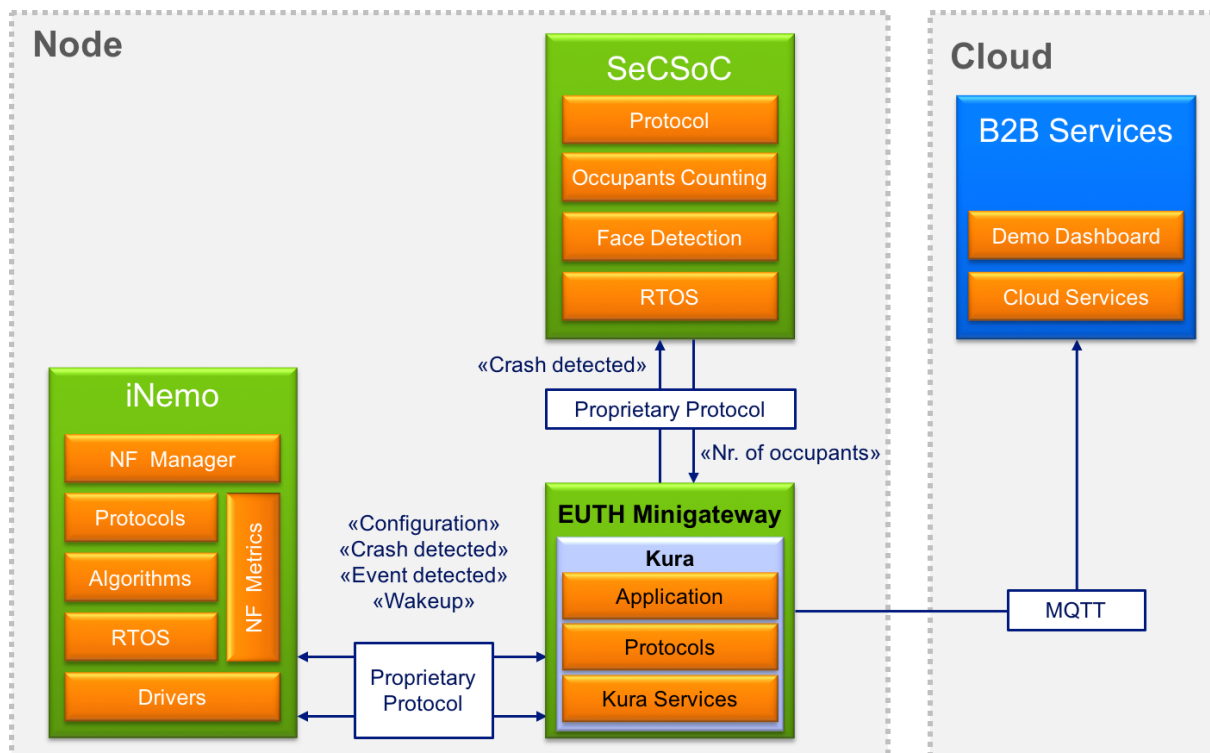 Node
Cloud
SeCSoC
Protocol
Occupants Counting
Face Detection
RTOS
B2B Services
Demo Dashboard
Cloud Services
«Crash detected»
Proprietary Protocol
«Nr. of occupants»
iNemo
NF Manager
Protocols
Algorithms
RTOS
NF Metrics
Drivers
«Configuration»
«Crash detected»
«Event detected»
«Wakeup»
Proprietary
Protocol
EUTH Minigateway
Kura
Application
Protocols
Kura Services
MQTT